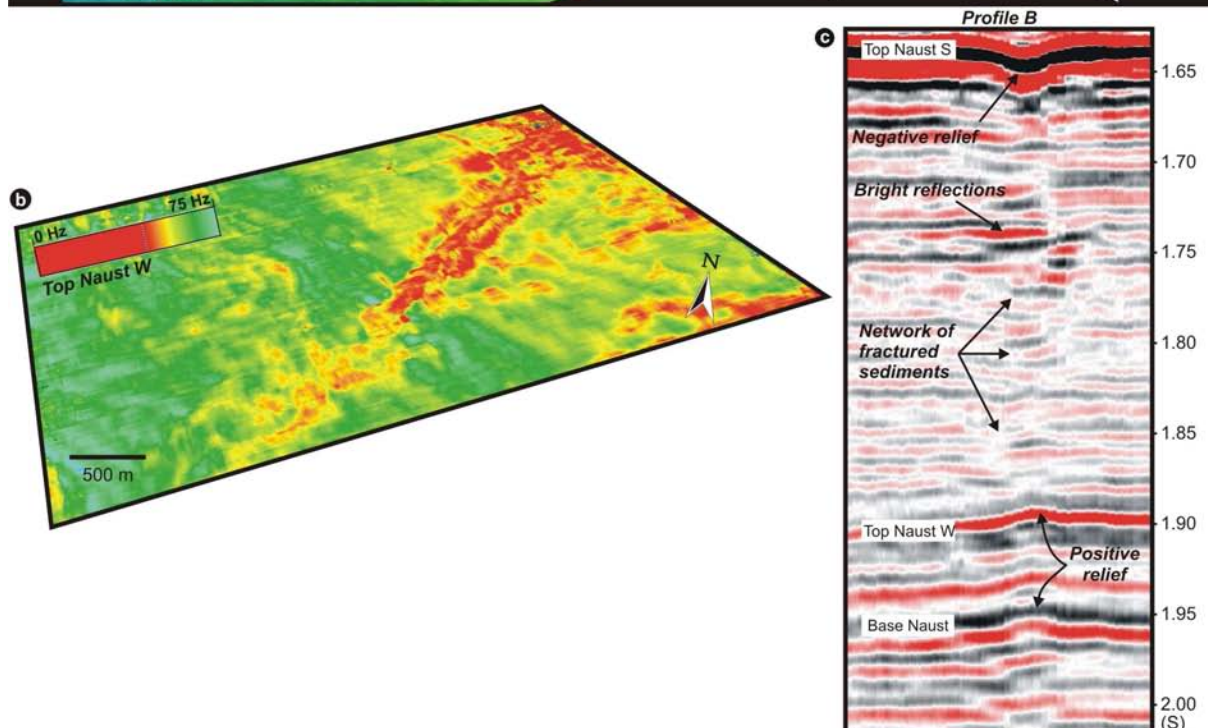 b
0 Hz
75 Hz
Top Naust W
N
500 m
Profile B
c
Top Naust S
1.65
Negative relief
1.70
Bright reflections
1.75
Network of
fractured
sediments
1.80
1.85
Top Naust W
1.90
Positive
relief
Base Naust
1.95
2.00
(S)